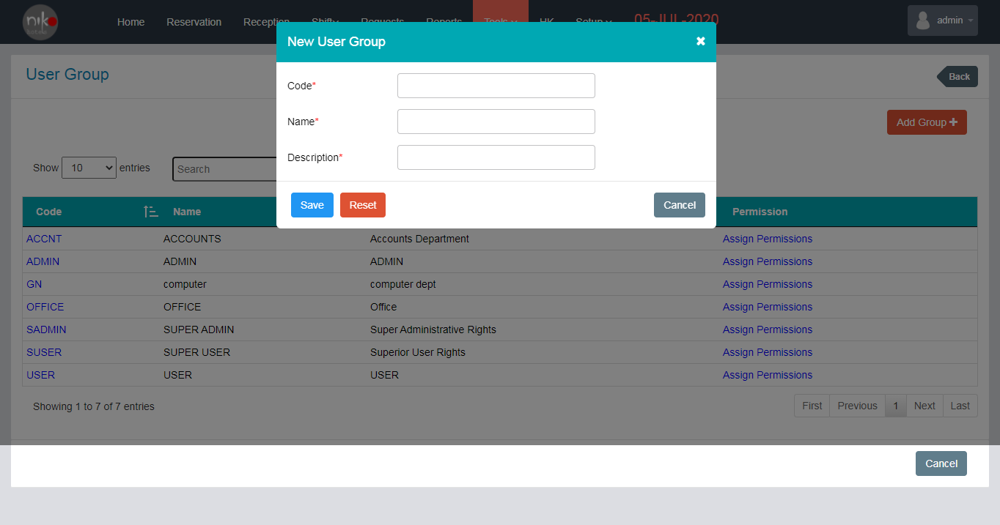 niko
Home Reservation Reception Shift Requests Reports Tools HK Setup 05-JUL-2020 admin
New User Group
User Group
Back
Code*
Name*
Add Group
Description*
Show 10 entries Search
Save Reset Cancel
Code Name Permission
ACCNT ACCOUNTS Accounts Department Assign Permissions
ADMIN ADMIN ADMIN Assign Permissions
GN computer computer dept Assign Permissions
OFFICE OFFICE Office Assign Permissions
SADMIN SUPER ADMIN Super Administrative Rights Assign Permissions
SUSER SUPER USER Superior User Rights Assign Permissions
USER USER USER Assign Permissions
Showing 1 to 7 of 7 entries First Previous 1 Next Last
Cancel